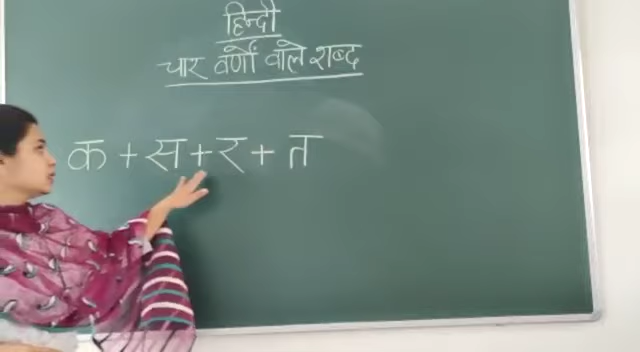 हिन्दी
चार वर्णों वाले शब्द
क + स + र + त